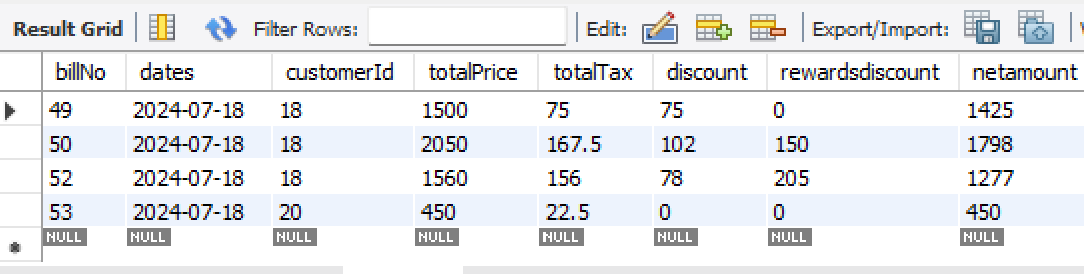 Result Grid Filter Rows: Edit: Export/Import:
billNo dates customerId totalPrice totalTax discount rewardsdiscount netamount
49 2024-07-18 18 1500 75 75 0 1425
50 2024-07-18 18 2050 167.5 102 150 1798
52 2024-07-18 18 1560 156 78 205 1277
53 2024-07-18 20 450 22.5 0 0 450
NULL NULL NULL NULL NULL NULL NULL NULL